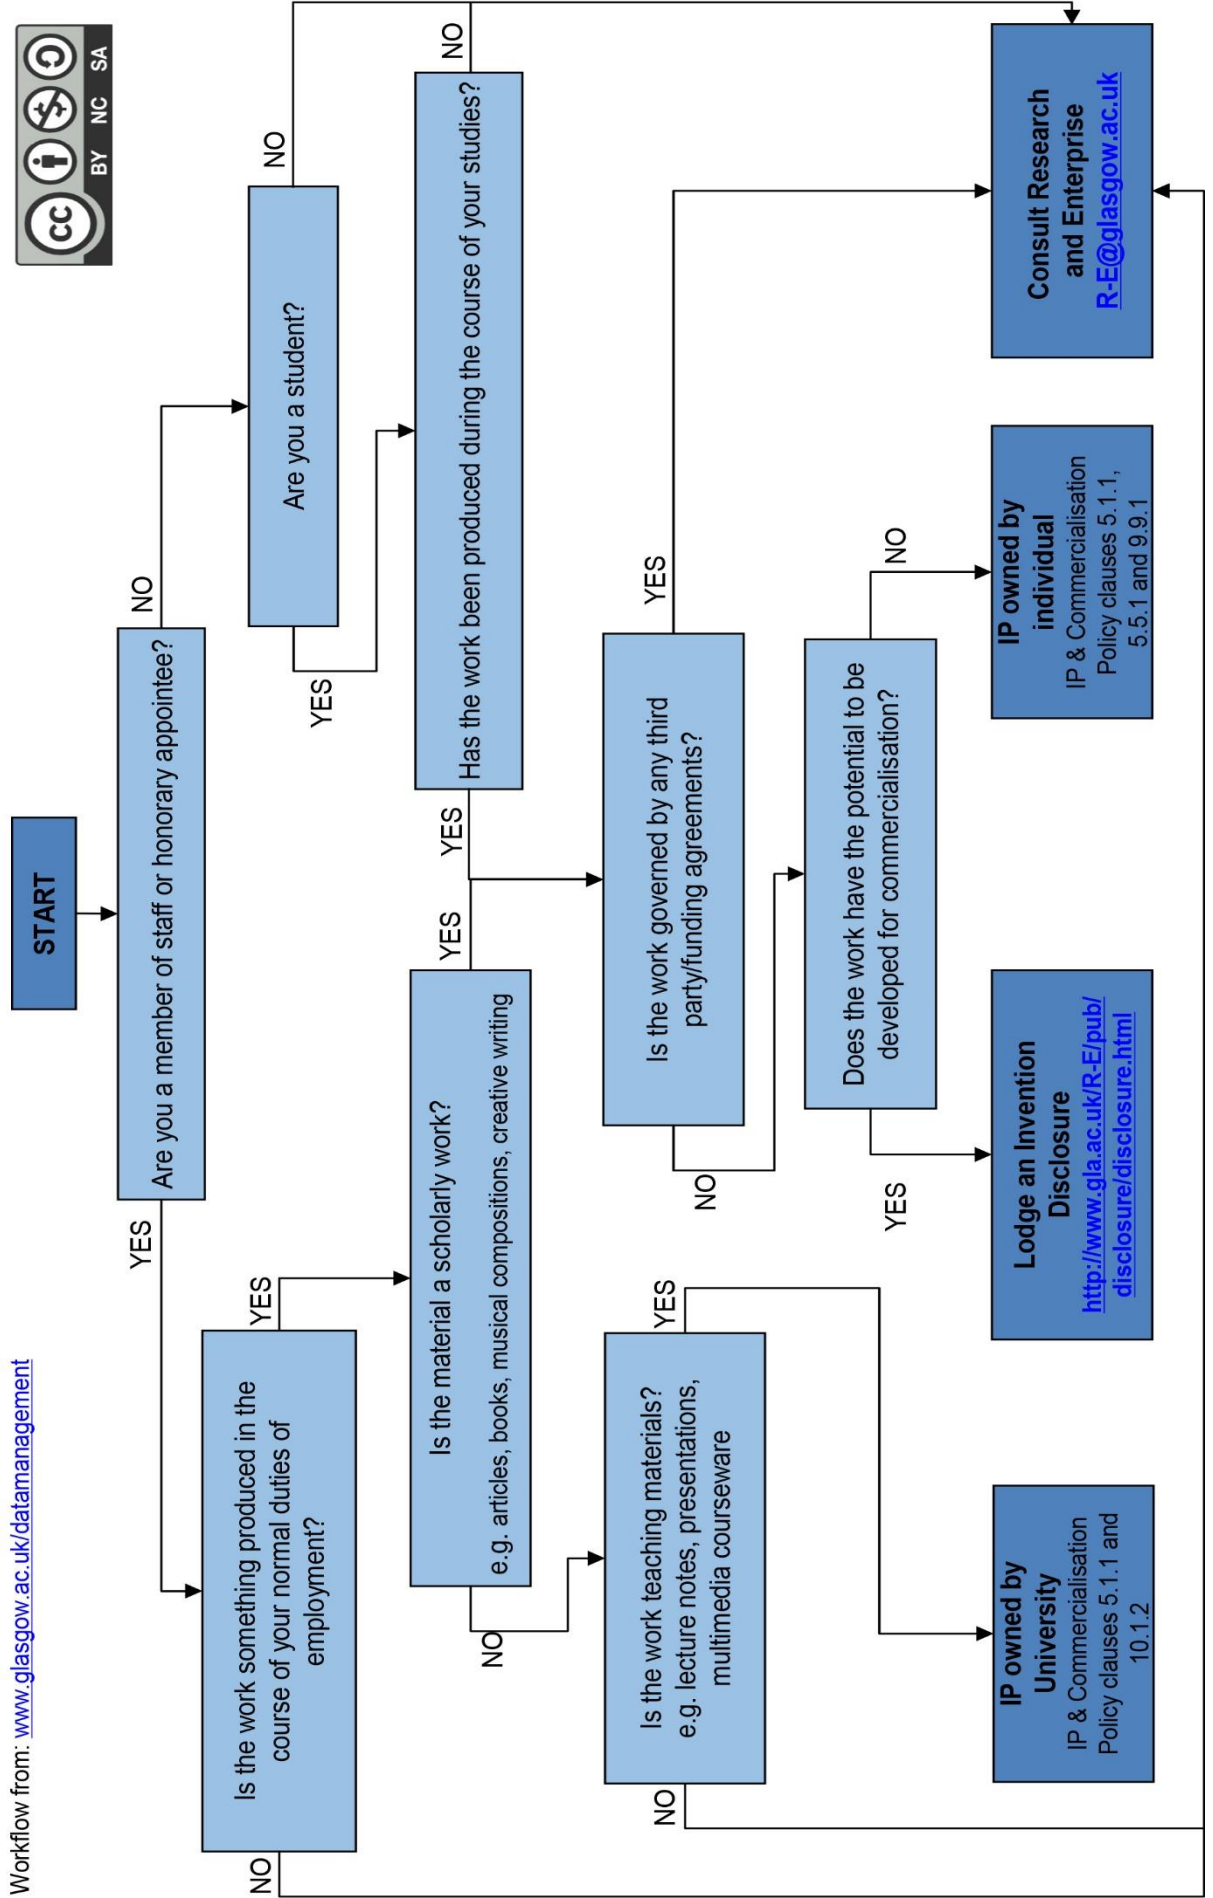 Workflow from: www.glasgow.ac.uk/datamanagement
CC
BY NC SA
START
Are you a member of staff or honorary appointee?
YES
NO
Is the work something produced in the
course of your normal duties of
employment?
NO
YES
Are you a student?
YES
NO
Is the material a scholarly work?
e.g. articles, books, musical compositions, creative writing
NO
YES
Has the work been produced during the course of your studies?
YES
NO
Is the work teaching materials?
e.g. lecture notes, presentations,
multimedia courseware
NO
YES
Is the work governed by any third
party/funding agreements?
NO
YES
Does the work have the potential to be
developed for commercialisation?
YES
NO
IP owned by
University
IP & Commercialisation
Policy clauses 5.1.1 and
10.1.2
Lodge an Invention
Disclosure
http://www.gla.ac.uk/R-E/pub/
disclosure/disclosure.html
IP owned by
individual
IP & Commercialisation
Policy clauses 5.1.1,
5.5.1 and 9.9.1
Consult Research
and Enterprise
R-E@glasgow.ac.uk